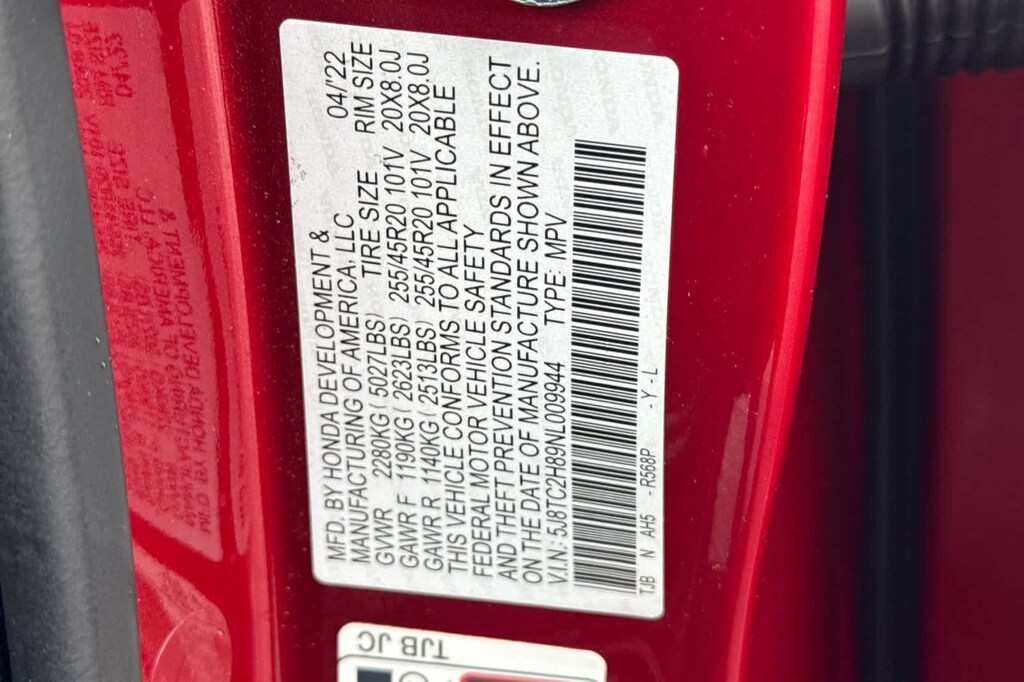 MFD. BY HONDA DEVELOPMENT &
MANUFACTURING OF AMERICA, LLC 04/'22
GVWR 2280KG ( 5027LBS) TIRE SIZE RIM SIZE
GAWR F 1190KG ( 2623LBS) 255/45R20 101V 20X8.0J
GAWR R 1140KG ( 2513LBS) 255/45R20 101V 20X8.0J
THIS VEHICLE CONFORMS TO ALL APPLICABLE
FEDERAL MOTOR VEHICLE SAFETY
AND THEFT PREVENTION STANDARDS IN EFFECT
ON THE DATE OF MANUFACTURE SHOWN ABOVE.
V.I.N.: 5J8TC2H89NL009944 TYPE: MPV
TJB N AH5 - R568P - Y - L
TJB JC